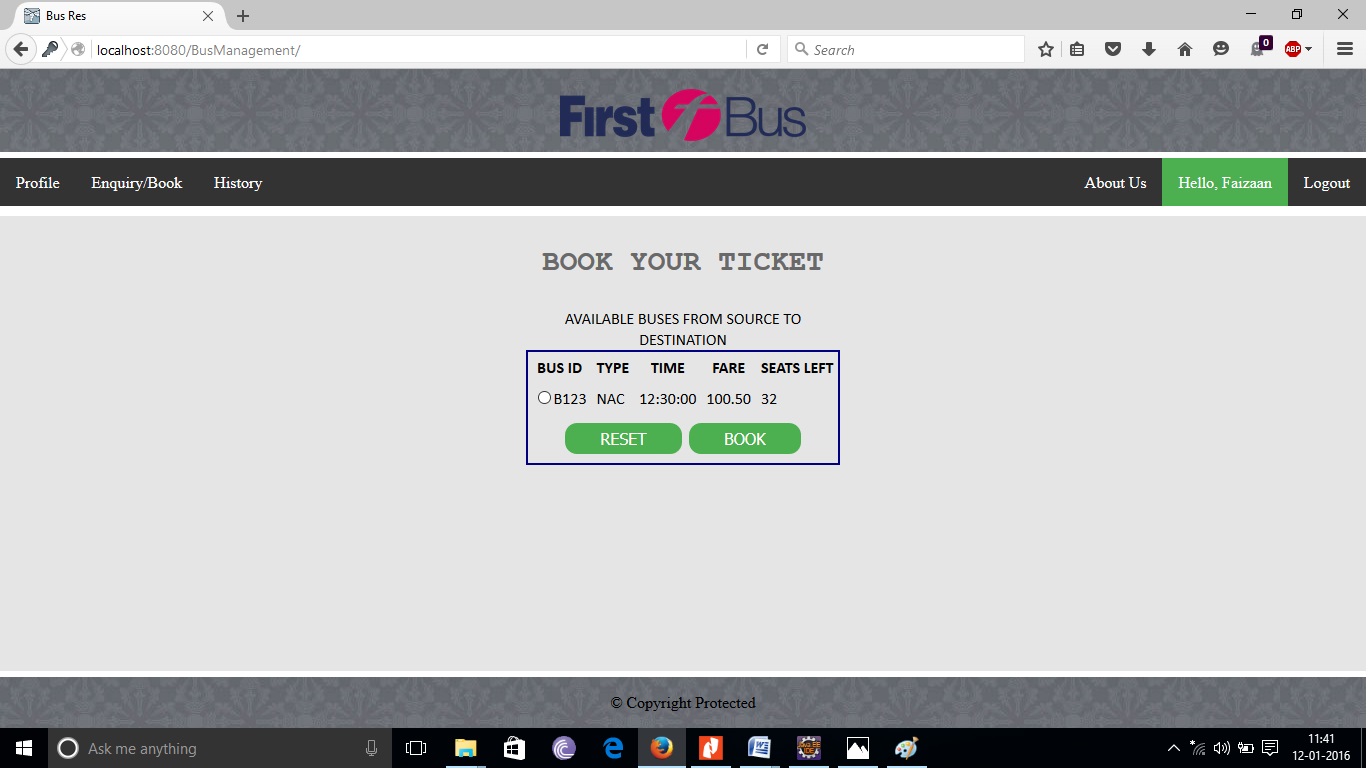 Bus Res
localhost:8080/BusManagement/
Search
0
ABP
First Bus
Profile Enquiry/Book History About Us Hello, Faizaan Logout
BOOK YOUR TICKET
AVAILABLE BUSES FROM SOURCE TO
DESTINATION
BUS ID TYPE TIME FARE SEATS LEFT
B123 NAC 12:30:00 100.50 32
RESET BOOK
© Copyright Protected
Ask me anything
11:41
12-01-2016